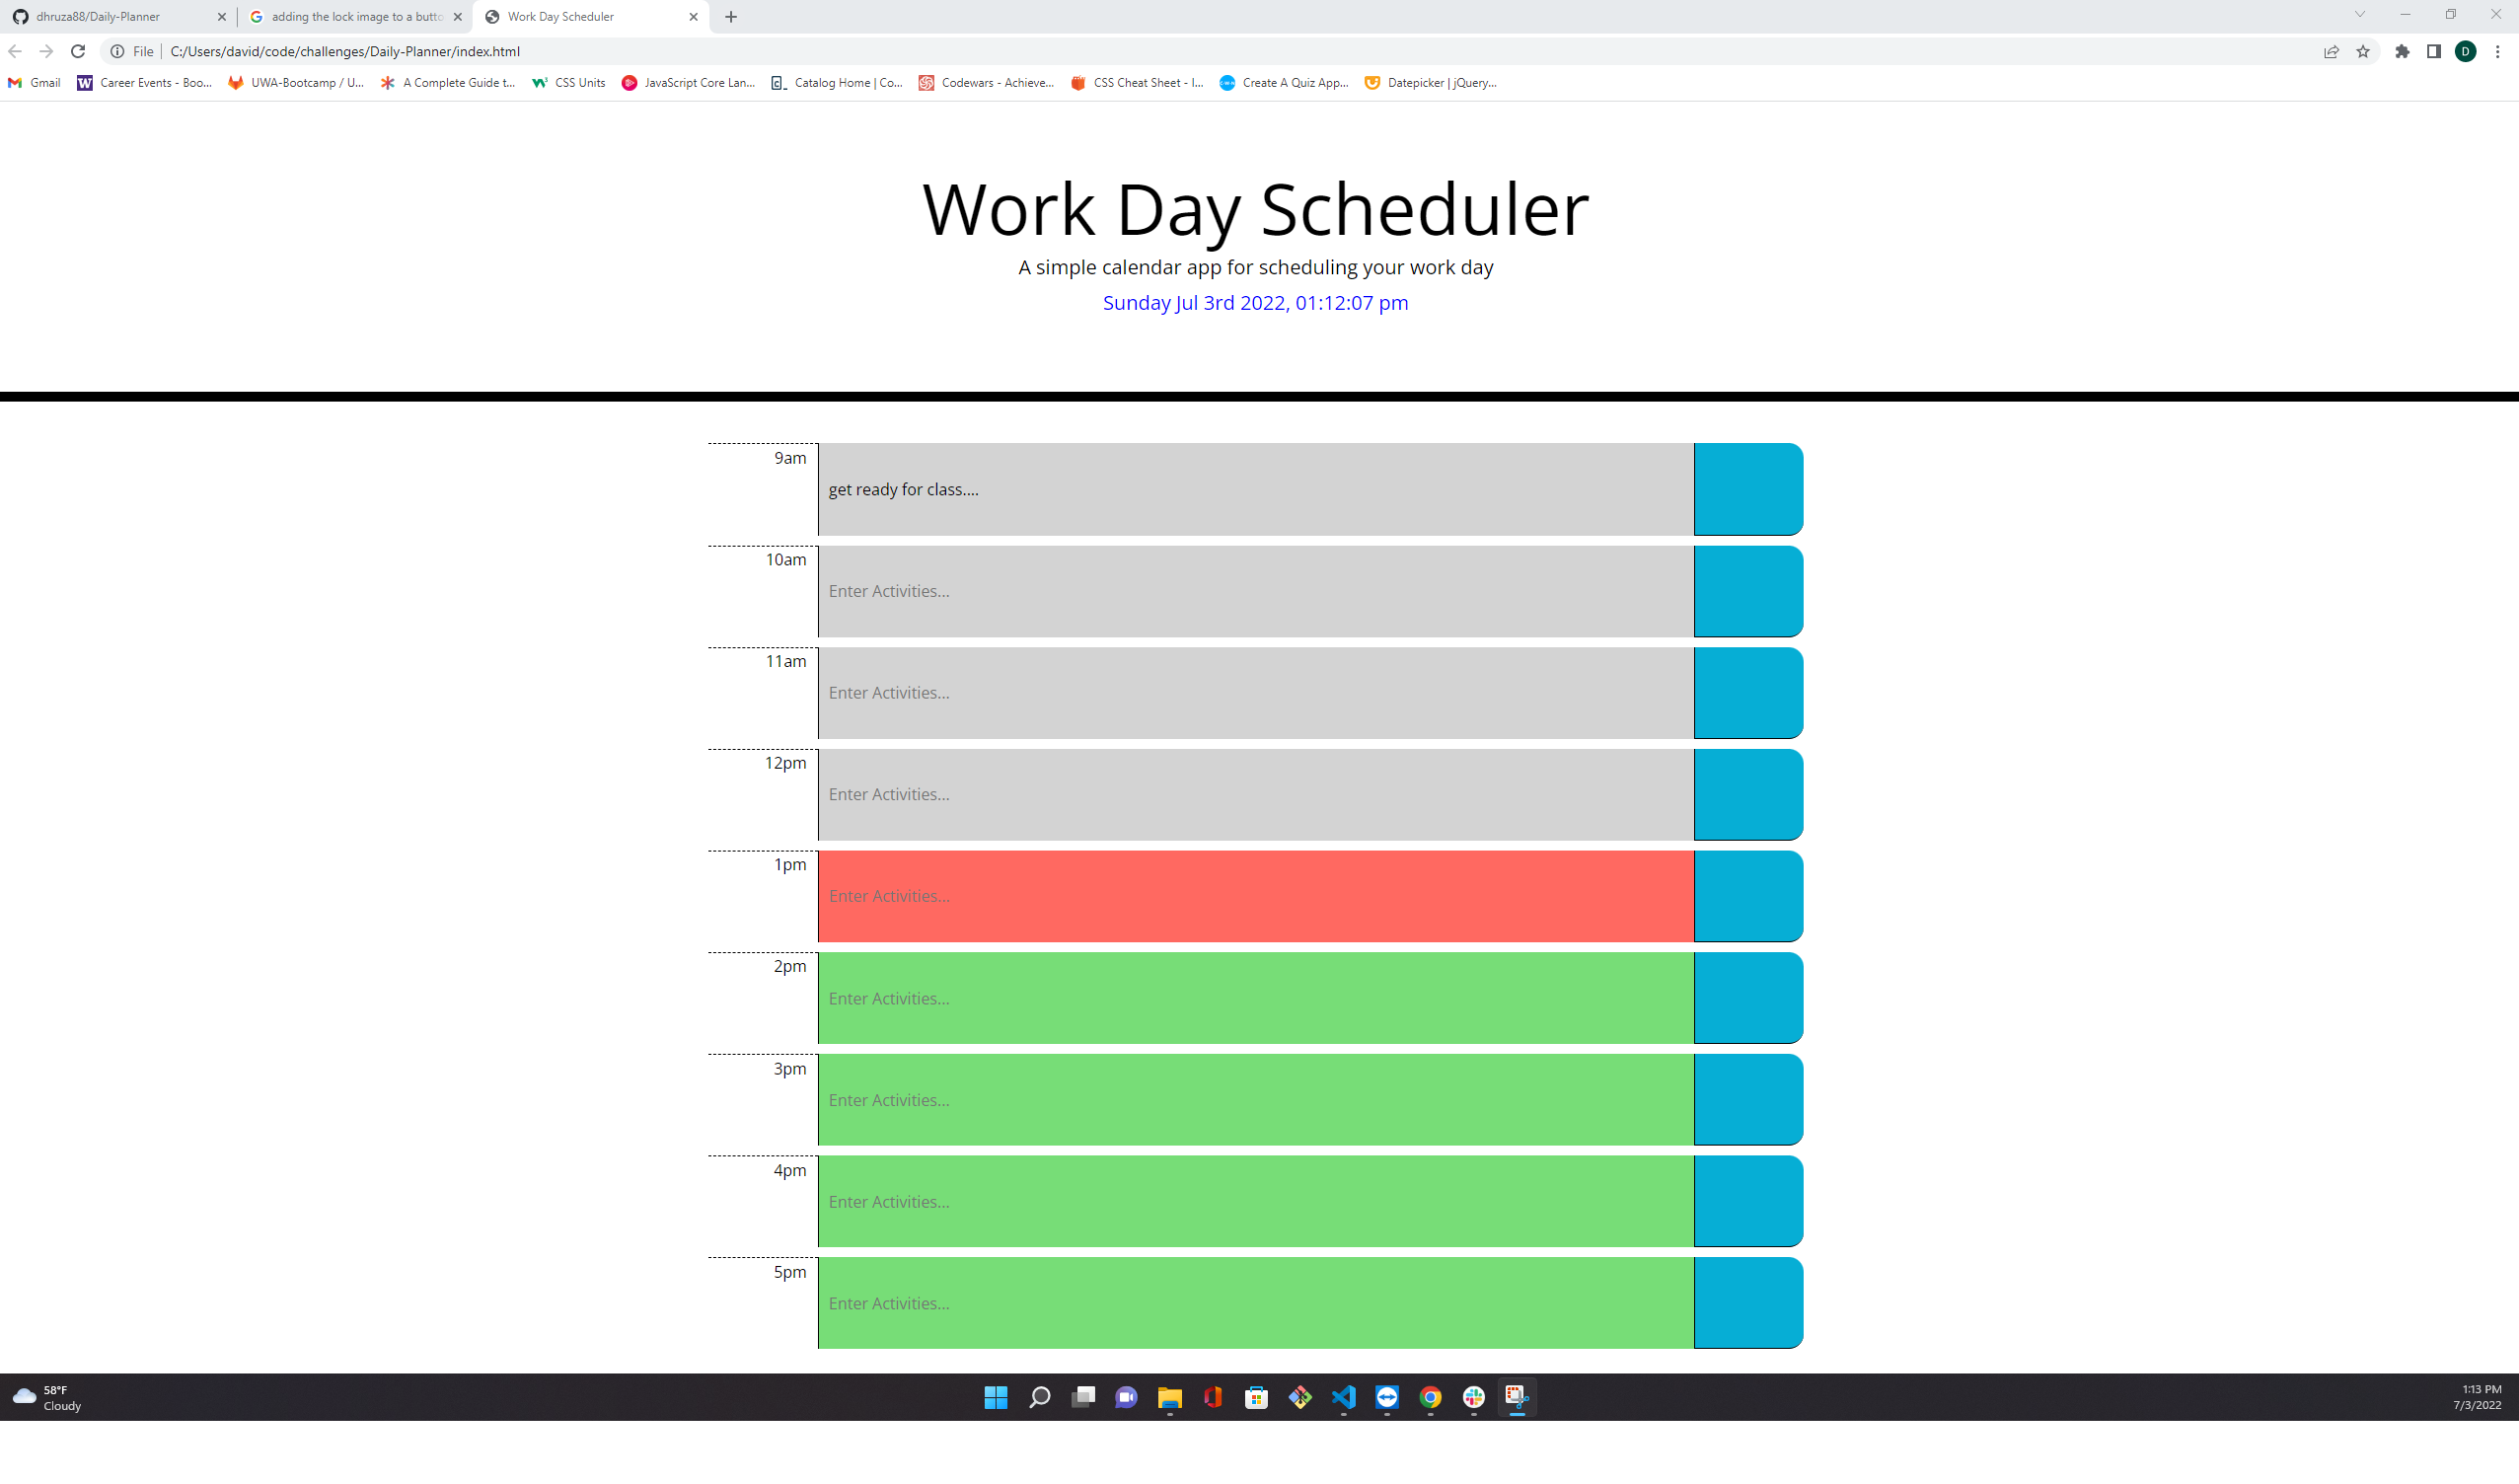 dhruza88/Daily-Planner
adding the lock image to a butto
Work Day Scheduler
File
C:/Users/david/code/challenges/Daily-Planner/index.html
D
Gmail
Career Events - Boo...
UWA-Bootcamp / U...
A Complete Guide t...
CSS Units
JavaScript Core Lan...
Catalog Home | Co...
Codewars - Achieve...
CSS Cheat Sheet - I...
Create A Quiz App...
Datepicker | jQuery...
Work Day Scheduler
A simple calendar app for scheduling your work day
Sunday Jul 3rd 2022, 01:12:07 pm
9am
get ready for class....
10am
Enter Activities...
11am
Enter Activities...
12pm
Enter Activities...
1pm
Enter Activities...
2pm
Enter Activities...
3pm
Enter Activities...
4pm
Enter Activities...
5pm
Enter Activities...
58°F
Cloudy
1:13 PM
7/3/2022